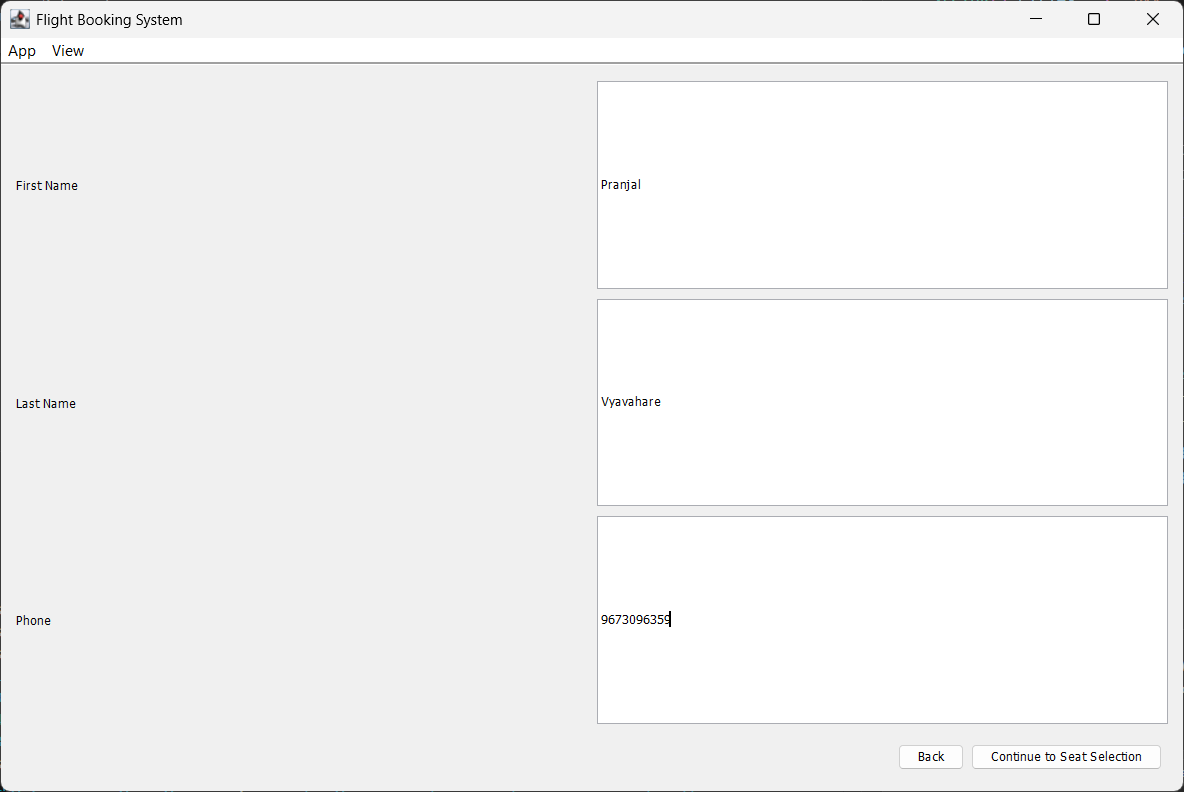 Flight Booking System
App View
First Name Pranjal
Last Name Vyavahare
Phone 9673096359
Back Continue to Seat Selection